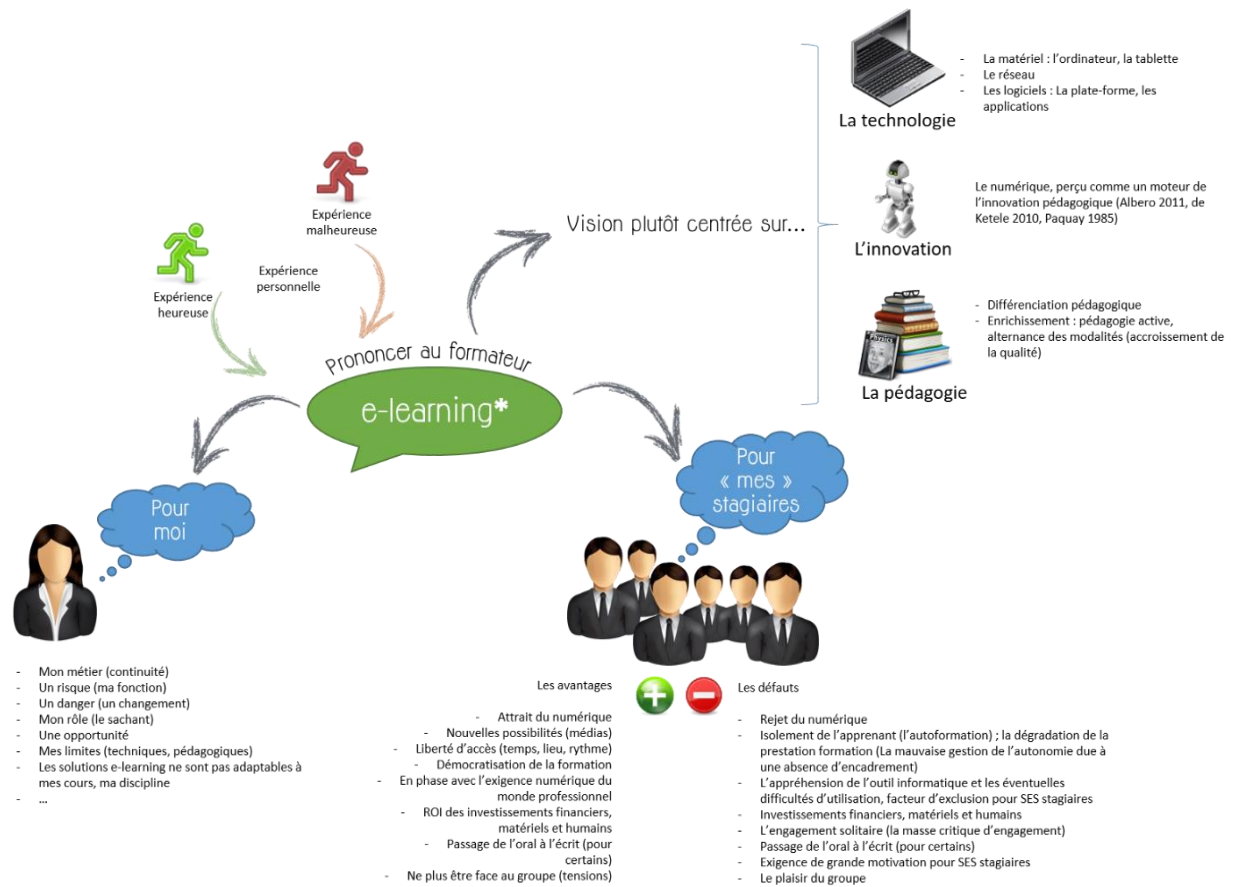 Expérience
malheureuse
Expérience
heureuse
Expérience
personnelle
Prononcer au formateur
e-learning*
Vision plutôt centrée sur...
La technologie
- La matériel : l'ordinateur, la tablette
- Le réseau
- Les logiciels : La plate-forme, les
applications
L'innovation
Le numérique, perçu comme un moteur de
l'innovation pédagogique (Albero 2011, de
Ketele 2010, Paquay 1985)
Physics
La pédagogie
- Différenciation pédagogique
- Enrichissement : pédagogie active,
alternance des modalités (accroissement de
la qualité)
Pour
moi
- Mon métier (continuité)
- Un risque (ma fonction)
- Un danger (un changement)
- Mon rôle (le sachant)
- Une opportunité
- Mes limites (techniques, pédagogiques)
- Les solutions e-learning ne sont pas adaptables à
mes cours, ma discipline
- ...
Pour
« mes »
stagiaires
Les avantages
- Attrait du numérique
- Nouvelles possibilités (médias)
- Liberté d'accès (temps, lieu, rythme)
- Démocratisation de la formation
- En phase avec l'exigence numérique du
monde professionnel
- ROI des investissements financiers,
matériels et humains
- Passage de l'oral à l'écrit (pour
certains)
- Ne plus être face au groupe (tensions)
Les défauts
- Rejet du numérique
- Isolement de l'apprenant (l'autoformation) ; la dégradation de la
prestation formation (La mauvaise gestion de l'autonomie due à
une absence d'encadrement)
- L'appréhension de l'outil informatique et les éventuelles
difficultés d'utilisation, facteur d'exclusion pour SES stagiaires
- Investissements financiers, matériels et humains
- L'engagement solitaire (la masse critique d'engagement)
- Passage de l'oral à l'écrit (pour certains)
- Exigence de grande motivation pour SES stagiaires
- Le plaisir du groupe